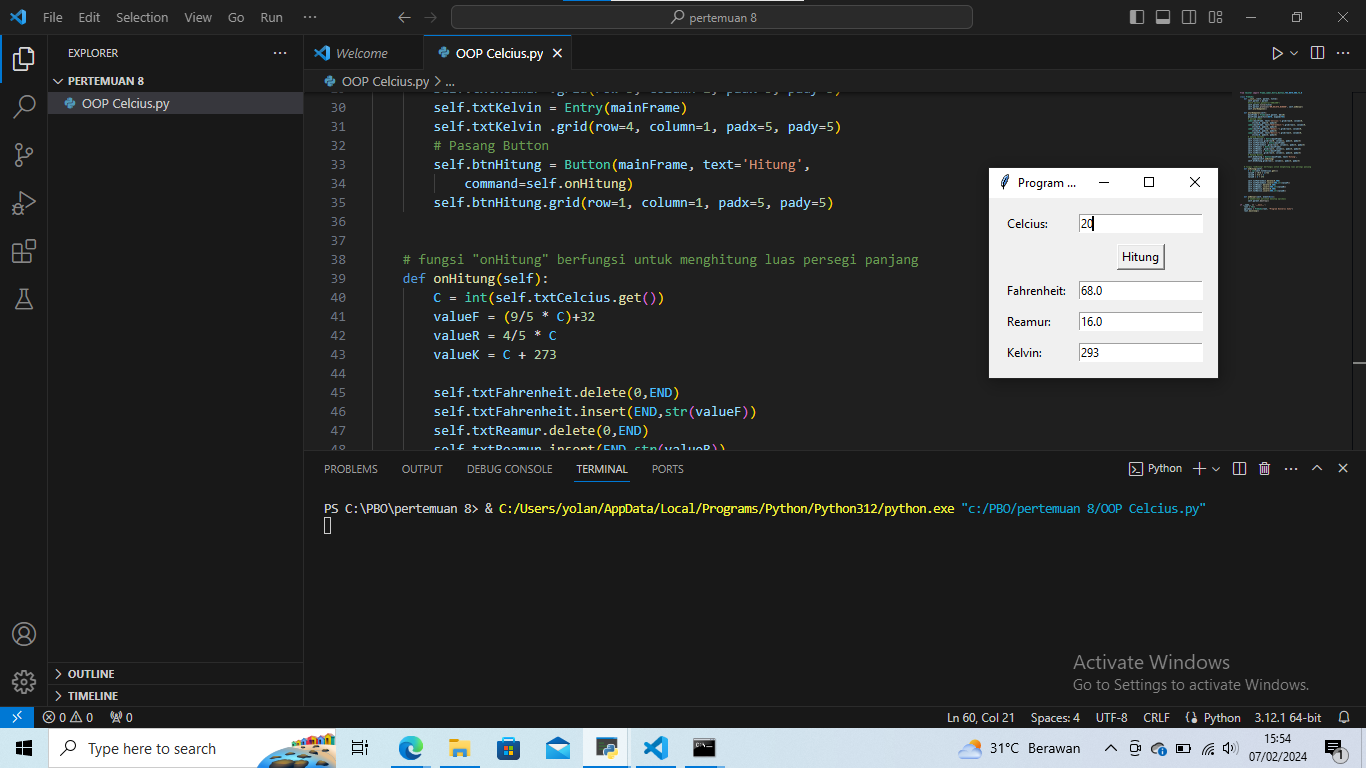 File Edit Selection View Go Run ··· pertemuan 8
EXPLORER ···
PERTEMUAN 8
OOP Celcius.py
OUTLINE
TIMELINE
Welcome OOP Celcius.py
OOP Celcius.py > ...
30 self.txtKelvin = Entry(mainFrame)
31 self.txtKelvin .grid(row=4, column=1, padx=5, pady=5)
32 # Pasang Button
33 self.btnHitung = Button(mainFrame, text='Hitung',
34 command=self.onHitung)
35 self.btnHitung.grid(row=1, column=1, padx=5, pady=5)
36
37
38 # fungsi "onHitung" berfungsi untuk menghitung luas persegi panjang
39 def onHitung(self):
40 C = int(self.txtCelcius.get())
41 valueF = (9/5 * C)+32
42 valueR = 4/5 * C
43 valueK = C + 273
44
45 self.txtFahrenheit.delete(0,END)
46 self.txtFahrenheit.insert(END,str(valueF))
47 self.txtReamur.delete(0,END)
48 self.txtReamur.insert(END,str(valueR))
Program ...
Celcius: 20
Hitung
Fahrenheit: 68.0
Reamur: 16.0
Kelvin: 293
PROBLEMS OUTPUT DEBUG CONSOLE TERMINAL PORTS Python
PS C:\PBO\pertemuan 8> & C:/Users/yolan/AppData/Local/Programs/Python/Python312/python.exe "c:/PBO/pertemuan 8/OOP Celcius.py"
Activate Windows
Go to Settings to activate Windows.
0 0 0 Ln 60, Col 21 Spaces: 4 UTF-8 CRLF Python 3.12.1 64-bit
Type here to search 31°C Berawan 15:54
07/02/2024
1